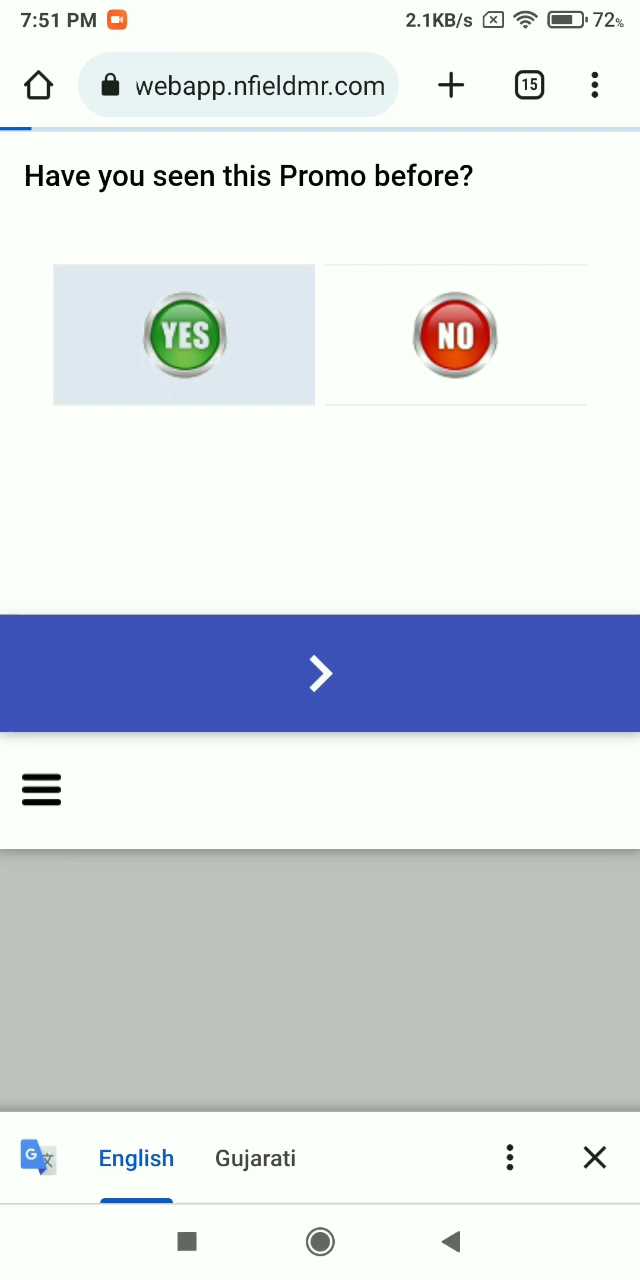 7:51 PM 2.1KB/s 72%
webapp.nfieldmr.com 15
Have you seen this Promo before?
YES NO
G 文 English Gujarati